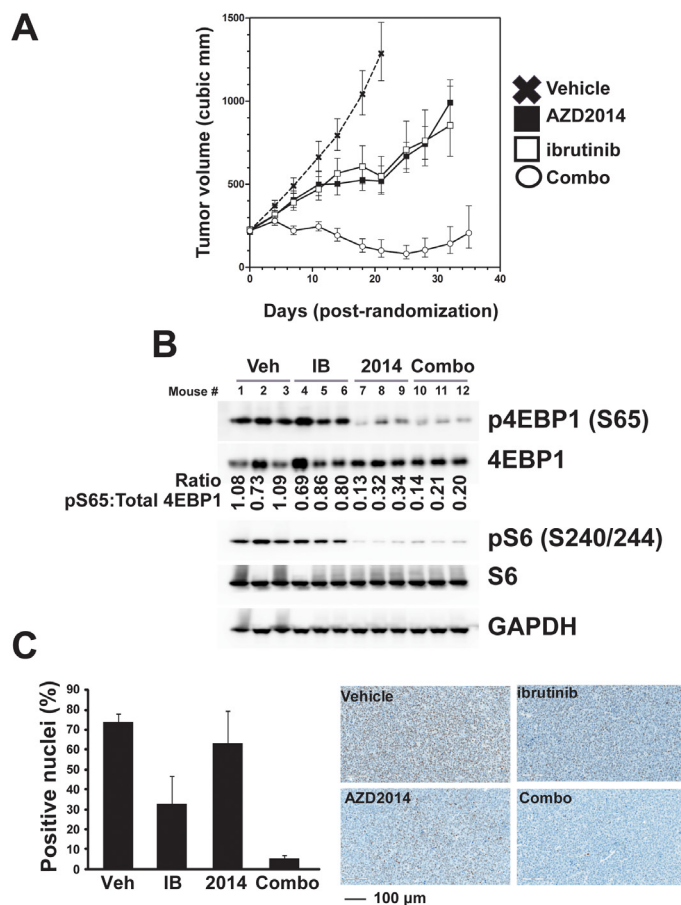 A
Tumor volume (cubic mm)
1500
1000
500
0
0 10 20 30 40
Days (post-randomization)
Vehicle
AZD2014
ibrutinib
Combo
B
Veh IB 2014 Combo
Mouse # 1 2 3 4 5 6 7 8 9 10 11 12
p4EBP1 (S65)
4EBP1
Ratio
pS65:Total 4EBP1
1.08 0.73 1.09 0.69 0.86 0.80 0.13 0.32 0.34 0.14 0.21 0.20
pS6 (S240/244)
S6
GAPDH
C
Positive nuclei (%)
90
80
70
60
50
40
30
20
10
0
Veh IB 2014 Combo
Vehicle
ibrutinib
AZD2014
Combo
100 µm